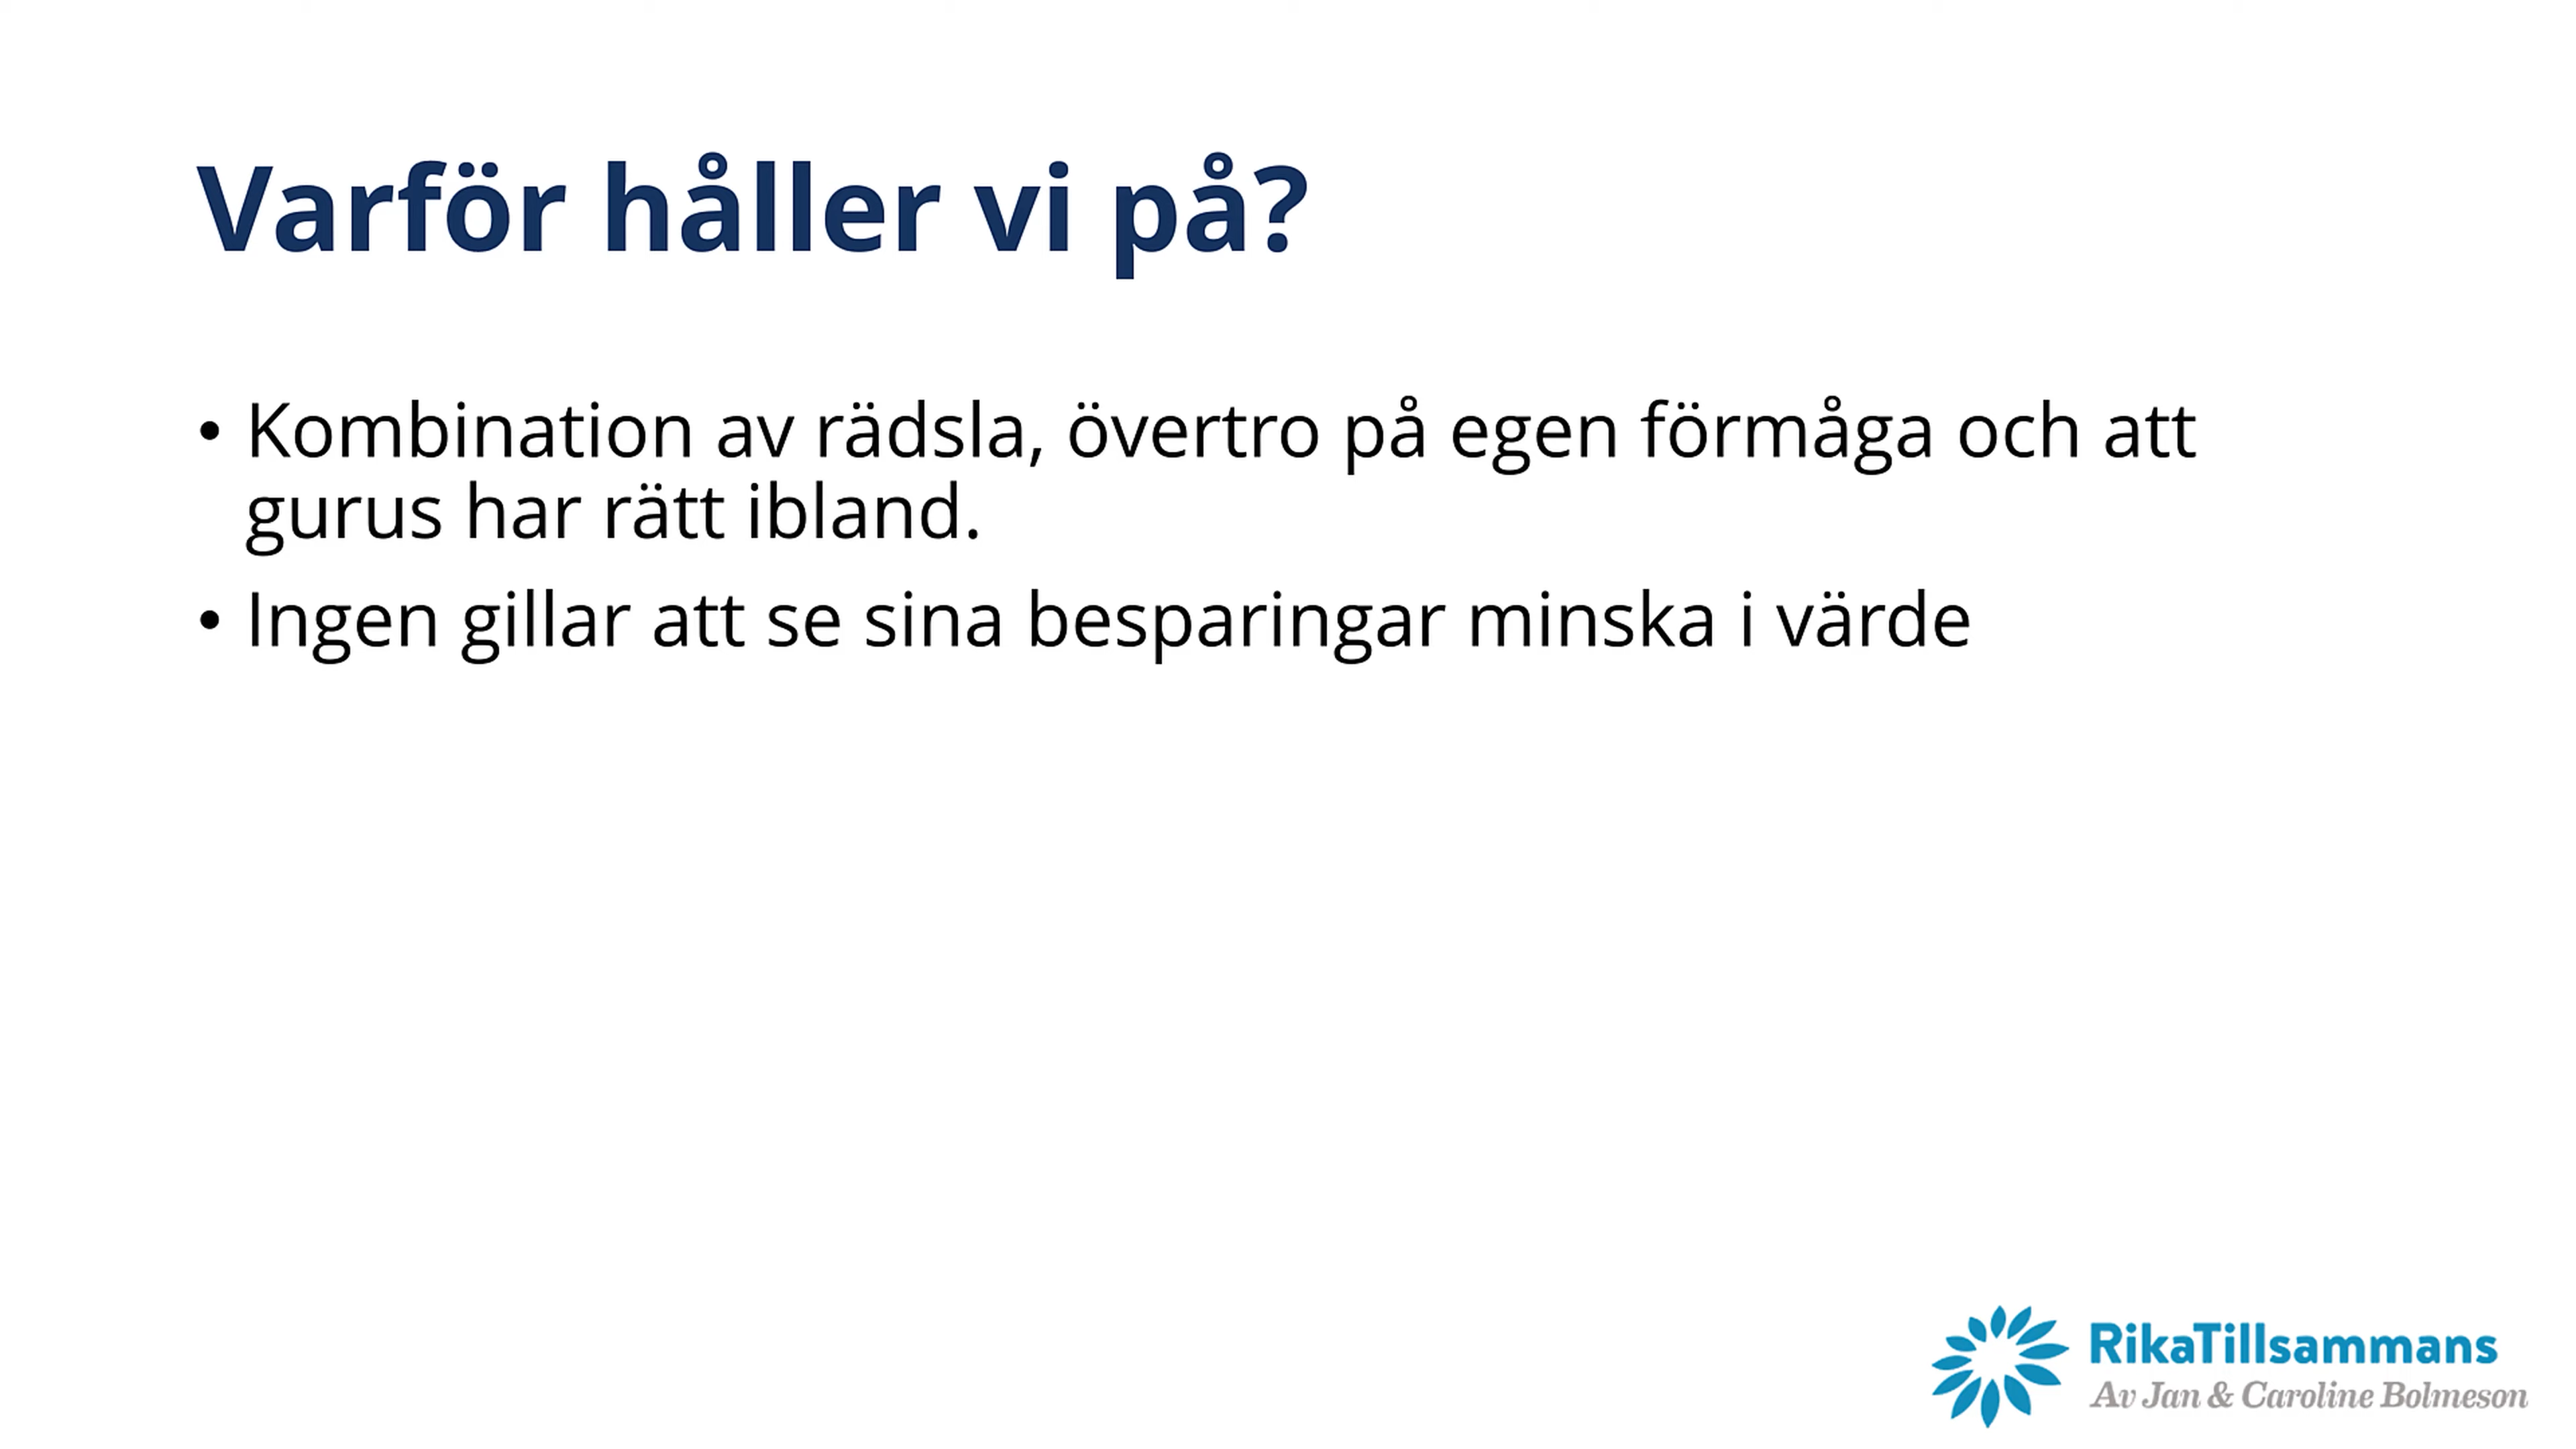 Varför håller vi på?
• Kombination av rädsla, övertro på egen förmåga och att
gurus har rätt ibland.
• Ingen gillar att se sina besparingar minska i värde
RikaTillsammans
Av Jan & Caroline Bolmeson